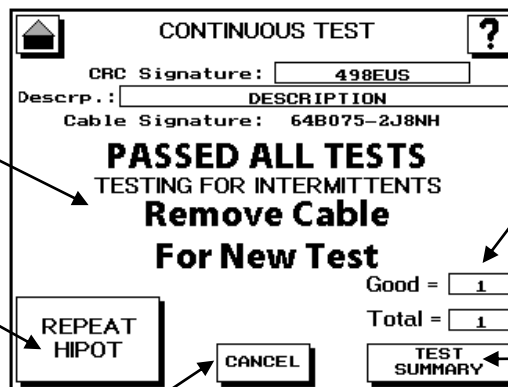 CONTINUOUS TEST
?
CRC Signature: 498EUS
Descrp.: DESCRIPTION
Cable Signature: 64B075-2J8NH
PASSED ALL TESTS
TESTING FOR INTERMITTENTS
Remove Cable
For New Test
Good = 1
Total = 1
REPEAT
HIPOT
CANCEL
TEST
SUMMARY